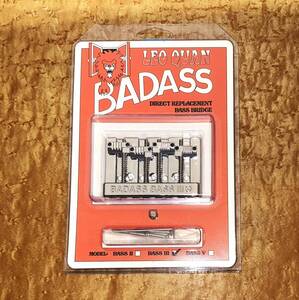 LEO QUAN
BADASS
DIRECT REPLACEMENT
BASS BRIDGE
BADASS BASS III
MODEL: BASS II BASS III BASS V